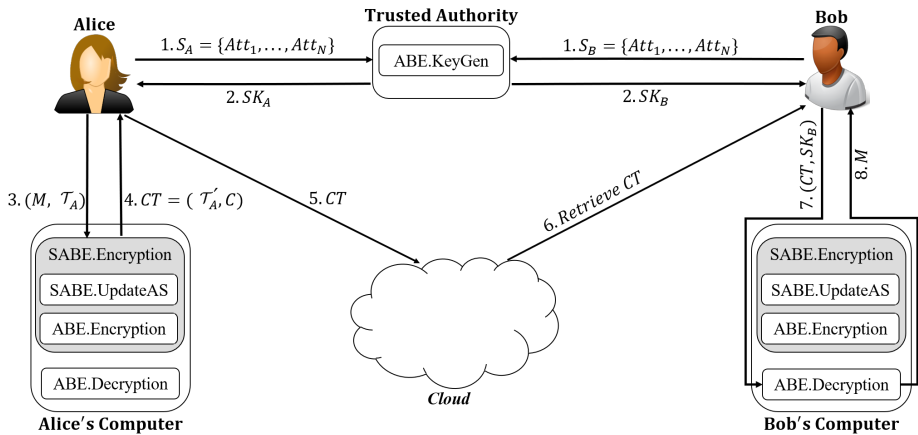 Alice
Trusted Authority
Bob
1. S_A = {Att_1, ..., Att_N}
ABE.KeyGen
1. S_B = {Att_1, ..., Att_N}
2. SK_A
2. SK_B
3. (M, 𝒯_A)
4. CT = ( 𝒯′_A, C)
5. CT
6. Retrieve CT
7. (CT, SK_B)
8. M
SABE.Encryption
SABE.UpdateAS
ABE.Encryption
ABE.Decryption
Alice's Computer
Cloud
SABE.Encryption
SABE.UpdateAS
ABE.Encryption
ABE.Decryption
Bob's Computer